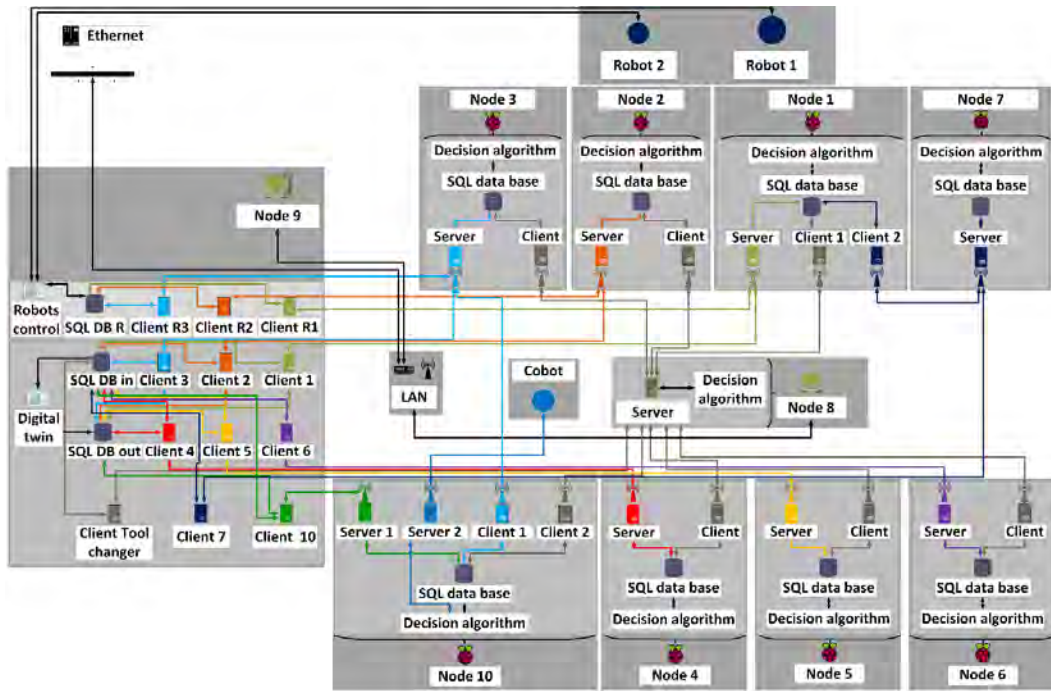 Ethernet
Robot 2
Robot 1
Node 3
Node 2
Node 1
Node 7
Decision algorithm
Decision algorithm
Decision algorithm
Decision algorithm
SQL data base
SQL data base
SQL data base
SQL data base
Node 9
Server
Client
Server
Client
Server
Client 1
Client 2
Server
Robots
control
SQL DB R
Client R3
Client R2
Client R1
SQL DB in
Client 3
Client 2
Client 1
LAN
Cobot
Server
Decision
algorithm
Node 8
Digital
twin
SQL DB out
Client 4
Client 5
Client 6
Client Tool
changer
Client 7
Client 10
Server 1
Server 2
Client 1
Client 2
Server
Client
Server
Client
Server
Client
SQL data base
SQL data base
SQL data base
SQL data base
Decision algorithm
Decision algorithm
Decision algorithm
Decision algorithm
Node 10
Node 4
Node 5
Node 6